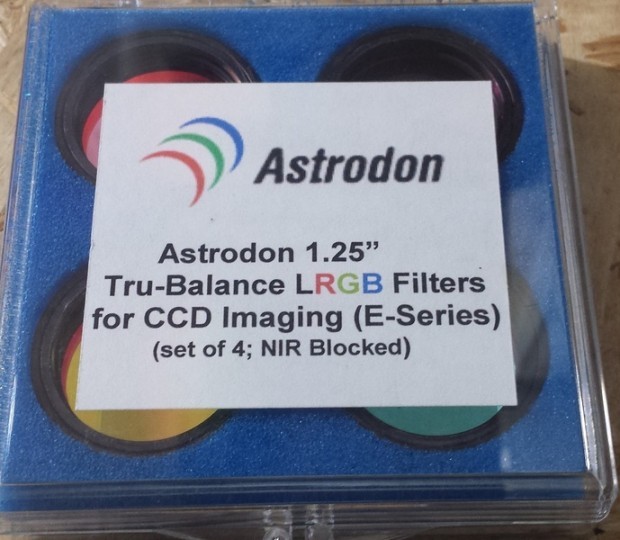 Astrodon
Astrodon 1.25”
Tru-Balance LRGB Filters
for CCD Imaging (E-Series)
(set of 4; NIR Blocked)